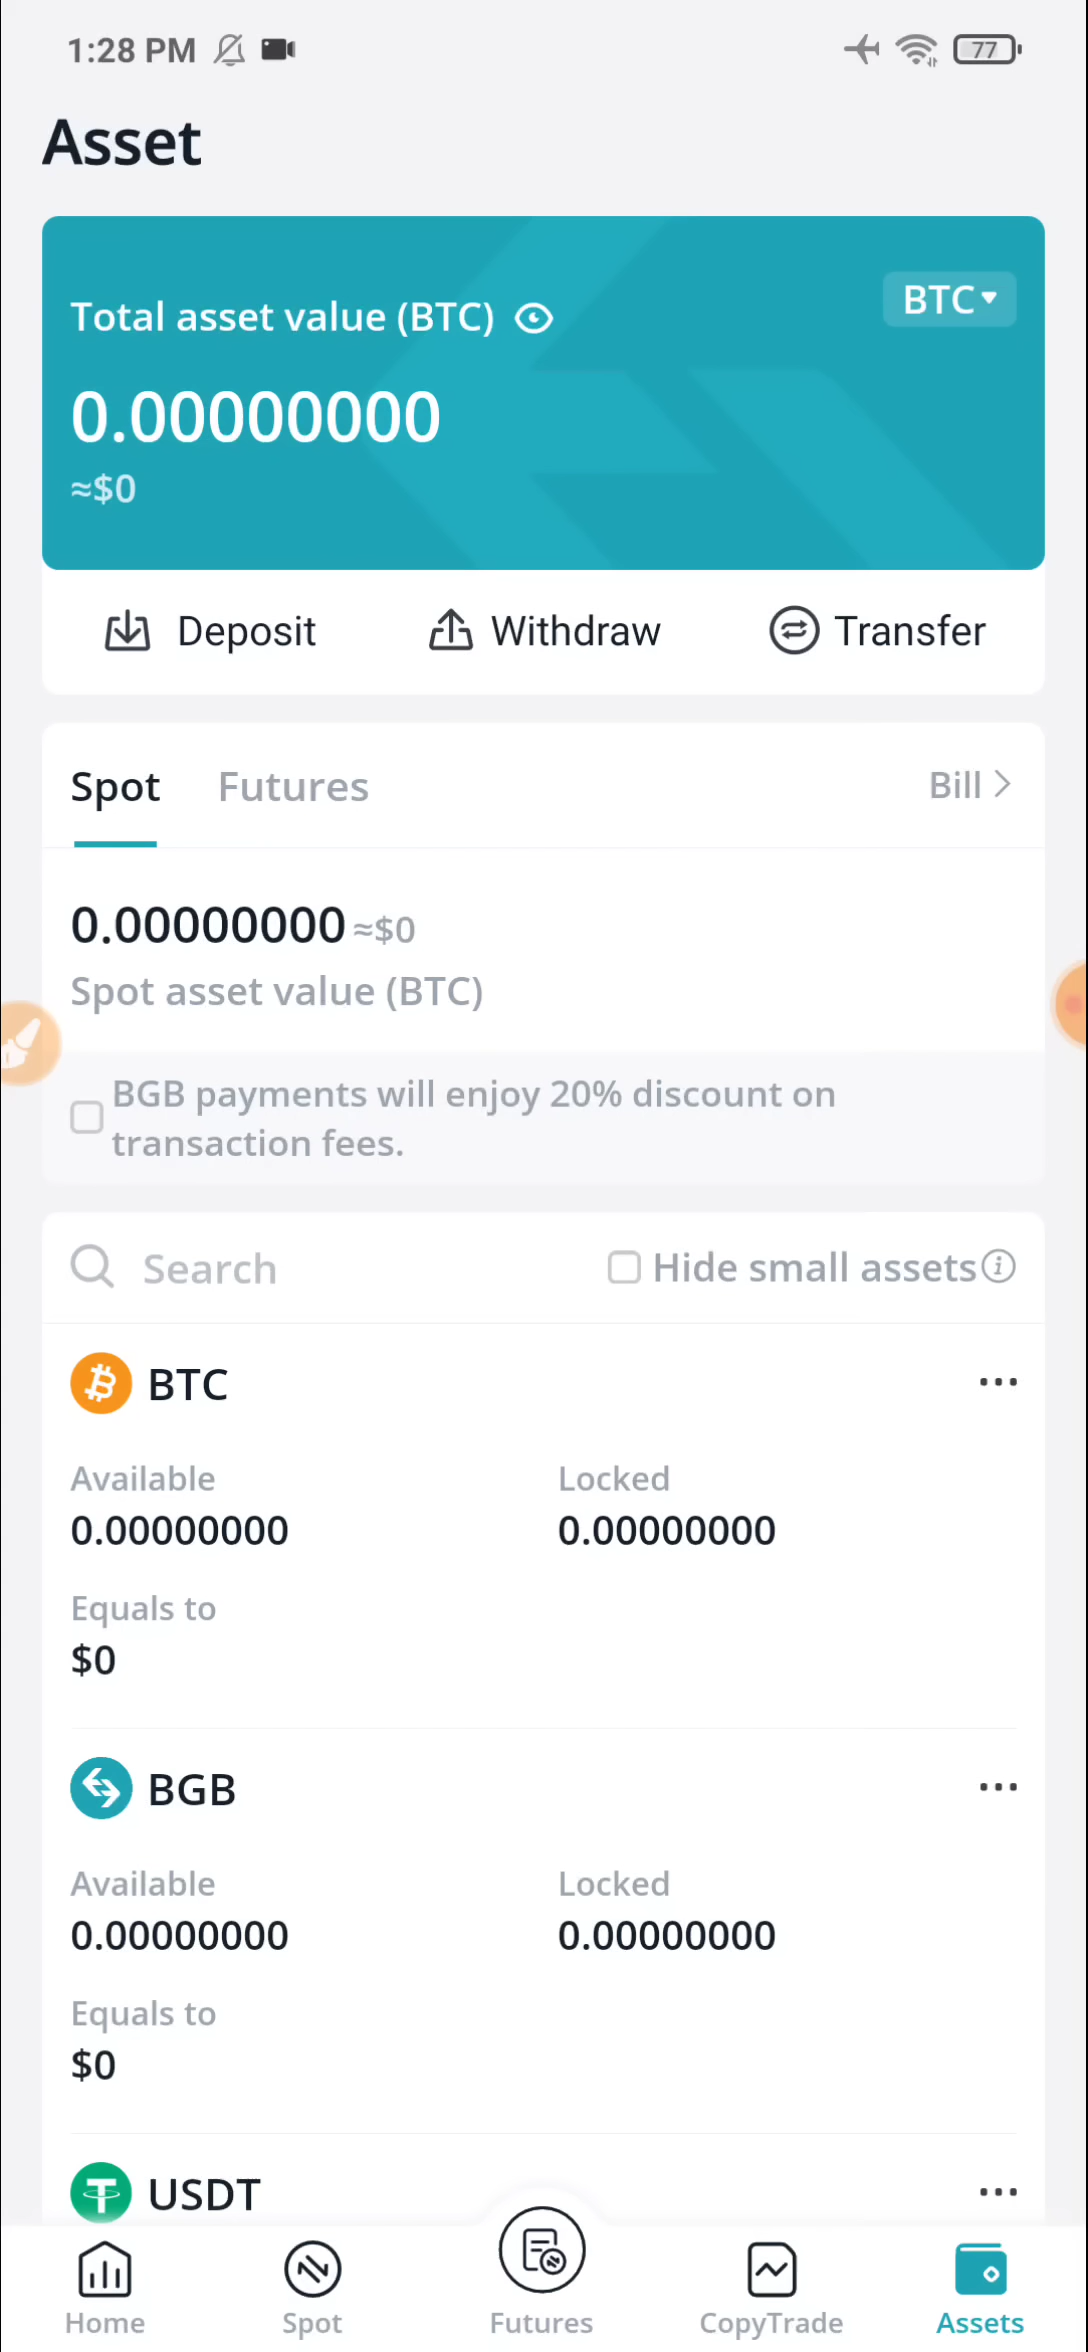 1:28 PM
77
Asset
Total asset value (BTC)
BTC
0.00000000
≈$0
Deposit
Withdraw
Transfer
Spot
Futures
Bill
0.00000000 ≈$0
Spot asset value (BTC)
BGB payments will enjoy 20% discount on
transaction fees.
Search
Hide small assets
BTC
Available
Locked
0.00000000
0.00000000
Equals to
$0
BGB
Available
Locked
0.00000000
0.00000000
Equals to
$0
USDT
Home
Spot
Futures
CopyTrade
Assets